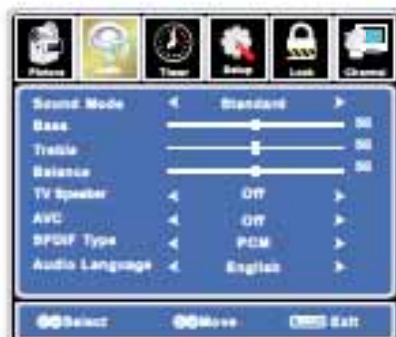 Picture Timer Setup Lock Channel
Sound Mode Standard
Bass 50
Treble 50
Balance 50
TV Speaker Off
AVC Off
SPDIF Type PCM
Audio Language English
Select Move Exit